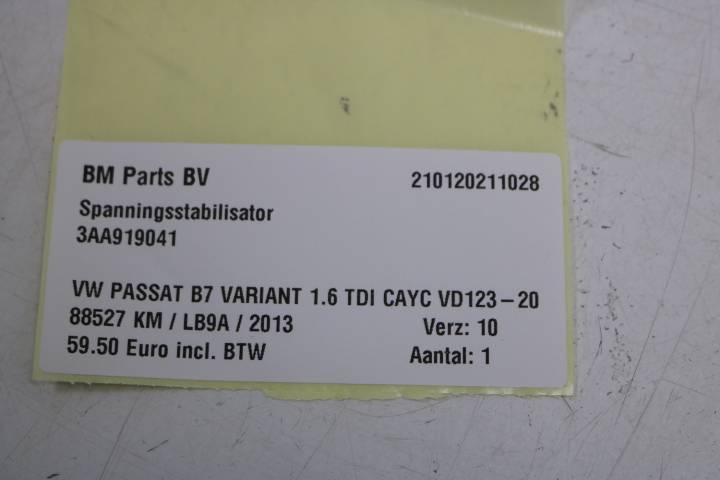 BM Parts BV 210120211028
Spanningsstabilisator
3AA919041
VW PASSAT B7 VARIANT 1.6 TDI CAYC VD123-20
88527 KM / LB9A / 2013 Verz: 10
59.50 Euro incl. BTW Aantal: 1